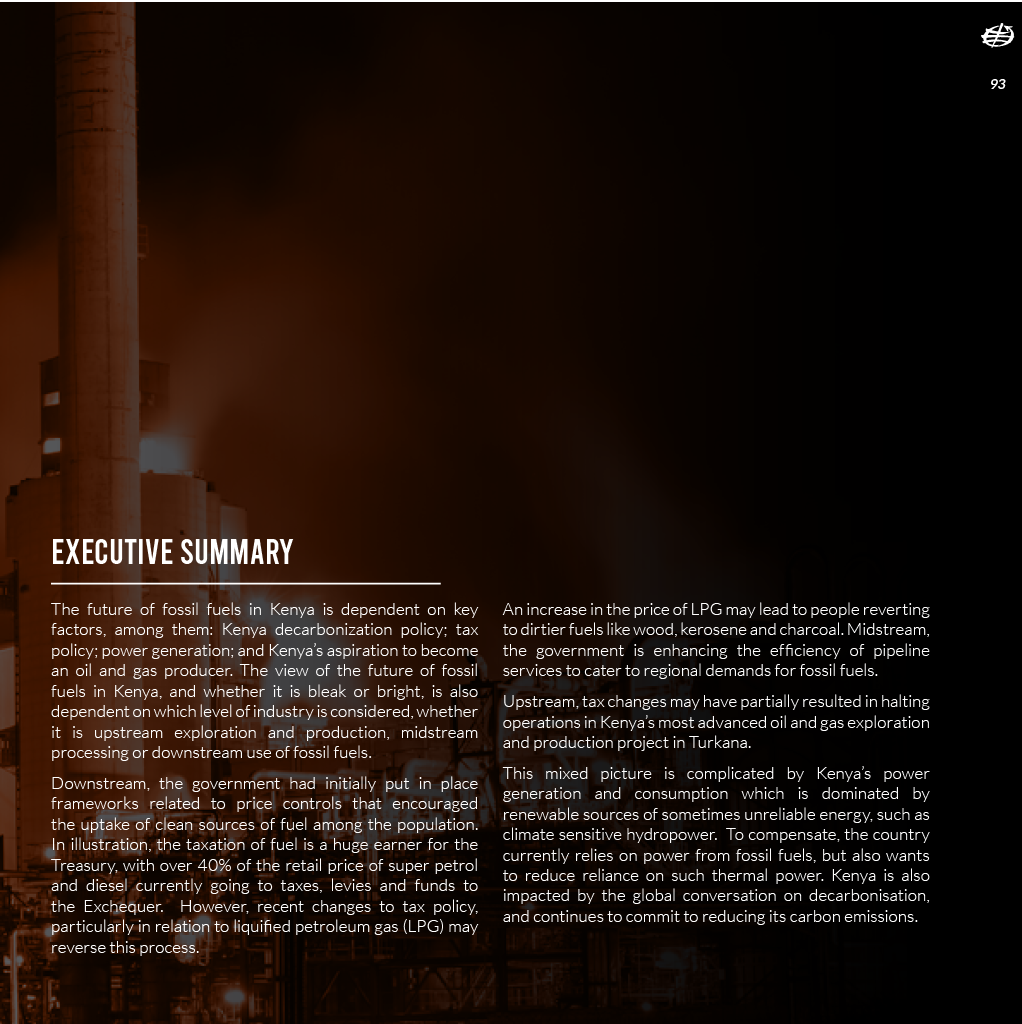 93
EXECUTIVE SUMMARY
The future of fossil fuels in Kenya is dependent on key
factors, among them: Kenya decarbonization policy; tax
policy; power generation; and Kenya’s aspiration to become
an oil and gas producer. The view of the future of fossil
fuels in Kenya, and whether it is bleak or bright, is also
dependent on which level of industry is considered, whether
it is upstream exploration and production, midstream
processing or downstream use of fossil fuels.
Downstream, the government had initially put in place
frameworks related to price controls that encouraged
the uptake of clean sources of fuel among the population.
In illustration, the taxation of fuel is a huge earner for the
Treasury, with over 40% of the retail price of super petrol
and diesel currently going to taxes, levies and funds to
the Exchequer.  However, recent changes to tax policy,
particularly in relation to liquified petroleum gas (LPG) may
reverse this process.
An increase in the price of LPG may lead to people reverting
to dirtier fuels like wood, kerosene and charcoal. Midstream,
the government is enhancing the efficiency of pipeline
services to cater to regional demands for fossil fuels.
Upstream, tax changes may have partially resulted in halting
operations in Kenya’s most advanced oil and gas exploration
and production project in Turkana.
This mixed picture is complicated by Kenya’s power
generation and consumption which is dominated by
renewable sources of sometimes unreliable energy, such as
climate sensitive hydropower.  To compensate, the country
currently relies on power from fossil fuels, but also wants
to reduce reliance on such thermal power. Kenya is also
impacted by the global conversation on decarbonisation,
and continues to commit to reducing its carbon emissions.